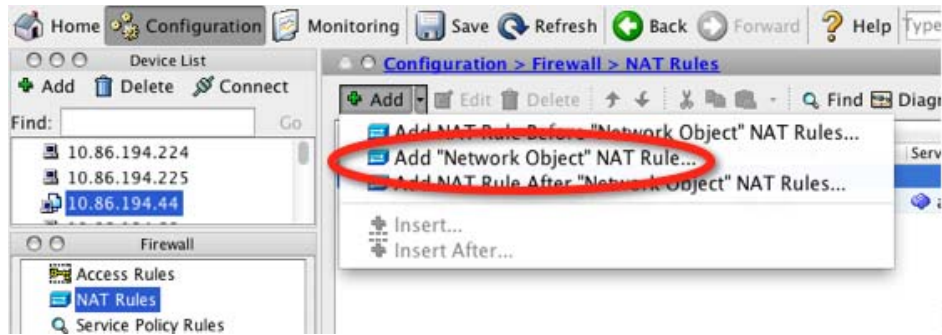 Home Configuration Monitoring Save Refresh Back Forward Help Type
Device List
Add Delete Connect
Find: Go
10.86.194.224
10.86.194.225
10.86.194.44
Firewall
Access Rules
NAT Rules
Service Policy Rules
Configuration > Firewall > NAT Rules
Add Edit Delete Find Diagr
Add NAT Rule Before "Network Object" NAT Rules...
Add "Network Object" NAT Rule...
Add NAT Rule After "Network Object" NAT Rules...
Insert...
Insert After...
Serv